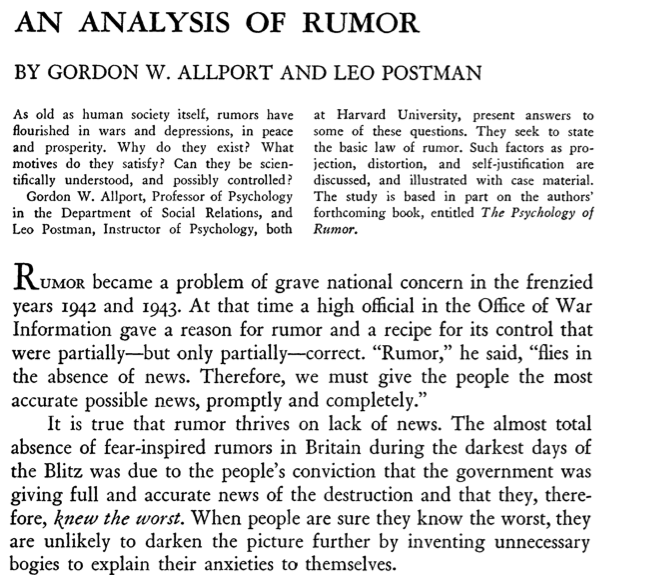 AN ANALYSIS OF RUMOR
BY GORDON W. ALLPORT AND LEO POSTMAN
As old as human society itself, rumors have
flourished in wars and depressions, in peace
and prosperity. Why do they exist? What
motives do they satisfy? Can they be scien-
tifically understood, and possibly controlled?
Gordon W. Allport, Professor of Psychology
in the Department of Social Relations, and
Leo Postman, Instructor of Psychology, both
at Harvard University, present answers to
some of these questions. They seek to state
the basic law of rumor. Such factors as pro-
jection, distortion, and self-justification are
discussed, and illustrated with case material.
The study is based in part on the authors'
forthcoming book, entitled The Psychology of
Rumor.
RUMOR became a problem of grave national concern in the frenzied
years 1942 and 1943. At that time a high official in the Office of War
Information gave a reason for rumor and a recipe for its control that
were partially—but only partially—correct. “Rumor,” he said, “flies in
the absence of news. Therefore, we must give the people the most
accurate possible news, promptly and completely.”
It is true that rumor thrives on lack of news. The almost total
absence of fear-inspired rumors in Britain during the darkest days of
the Blitz was due to the people's conviction that the government was
giving full and accurate news of the destruction and that they, there-
fore, knew the worst. When people are sure they know the worst, they
are unlikely to darken the picture further by inventing unnecessary
bogies to explain their anxieties to themselves.